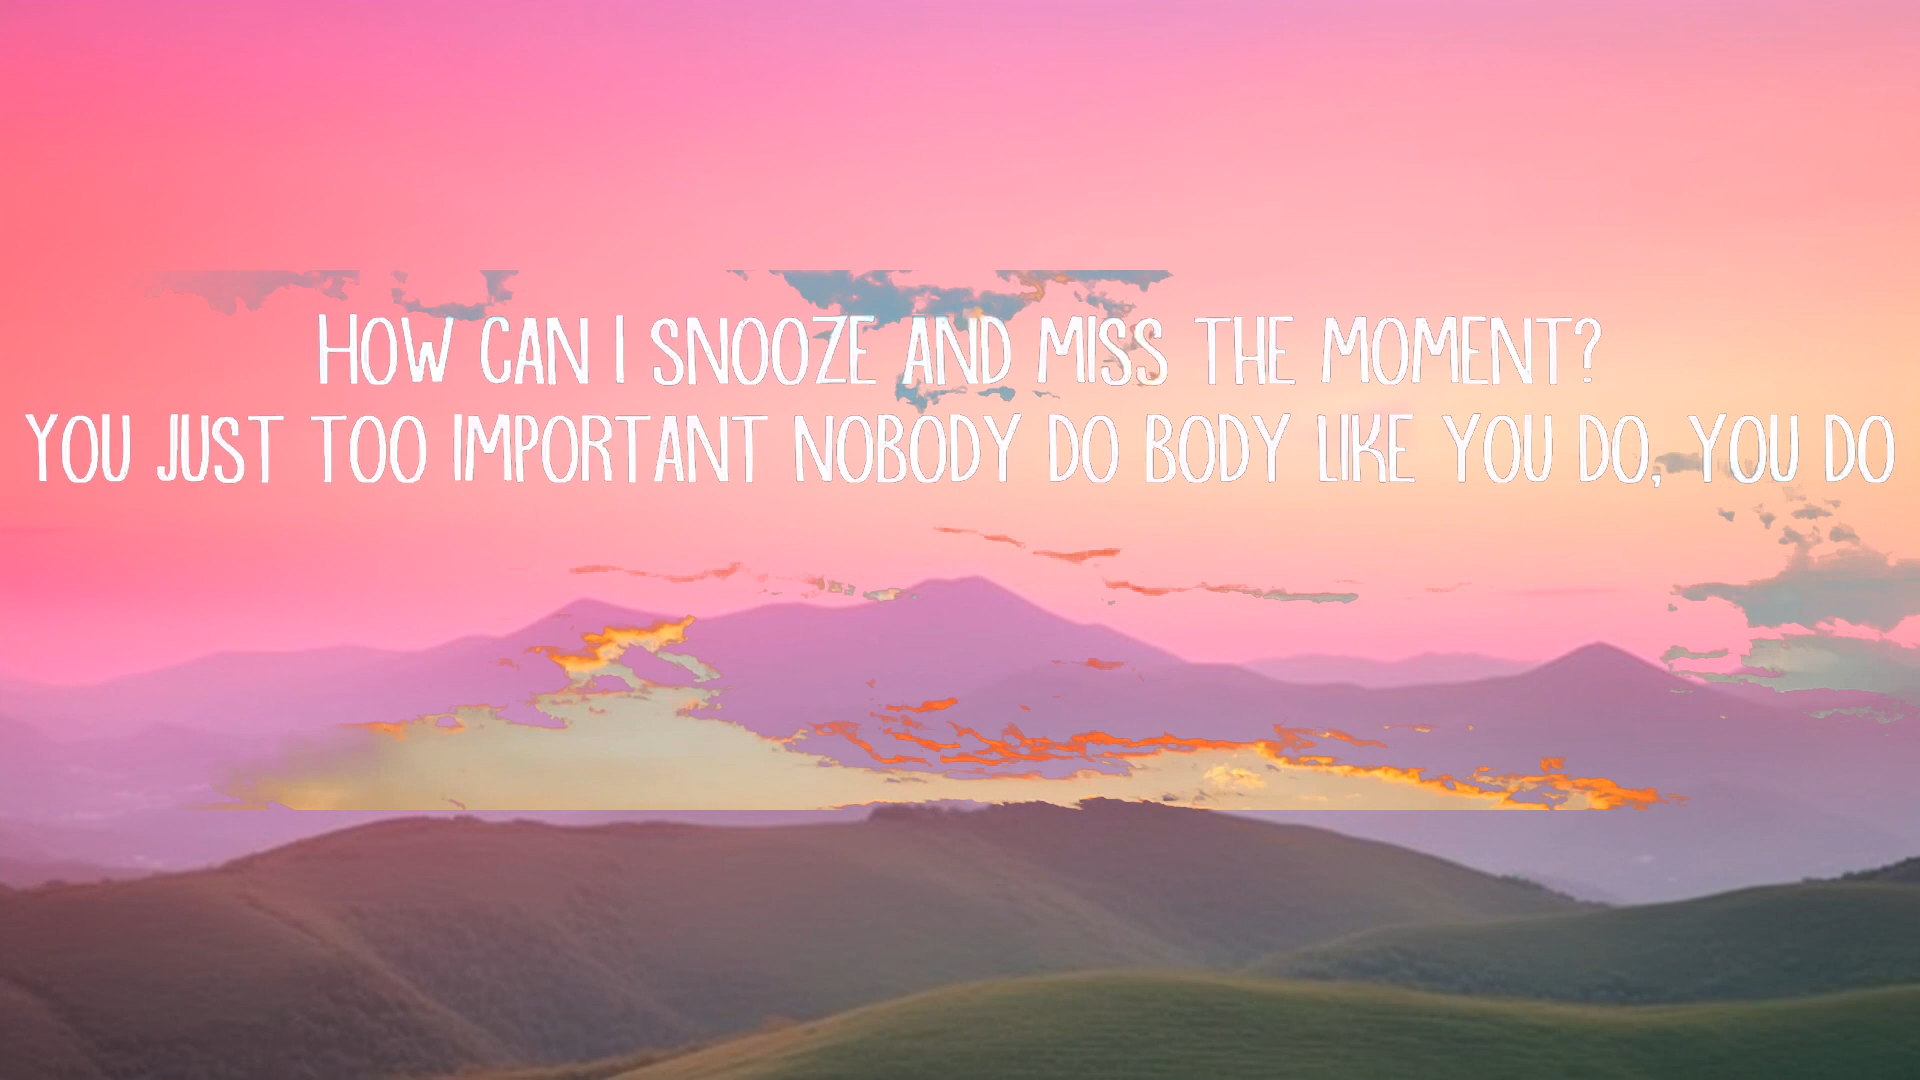 HOW CAN I SNOOZE AND MISS THE MOMENT?
YOU JUST TOO IMPORTANT NOBODY DO BODY LIKE YOU DO, YOU DO